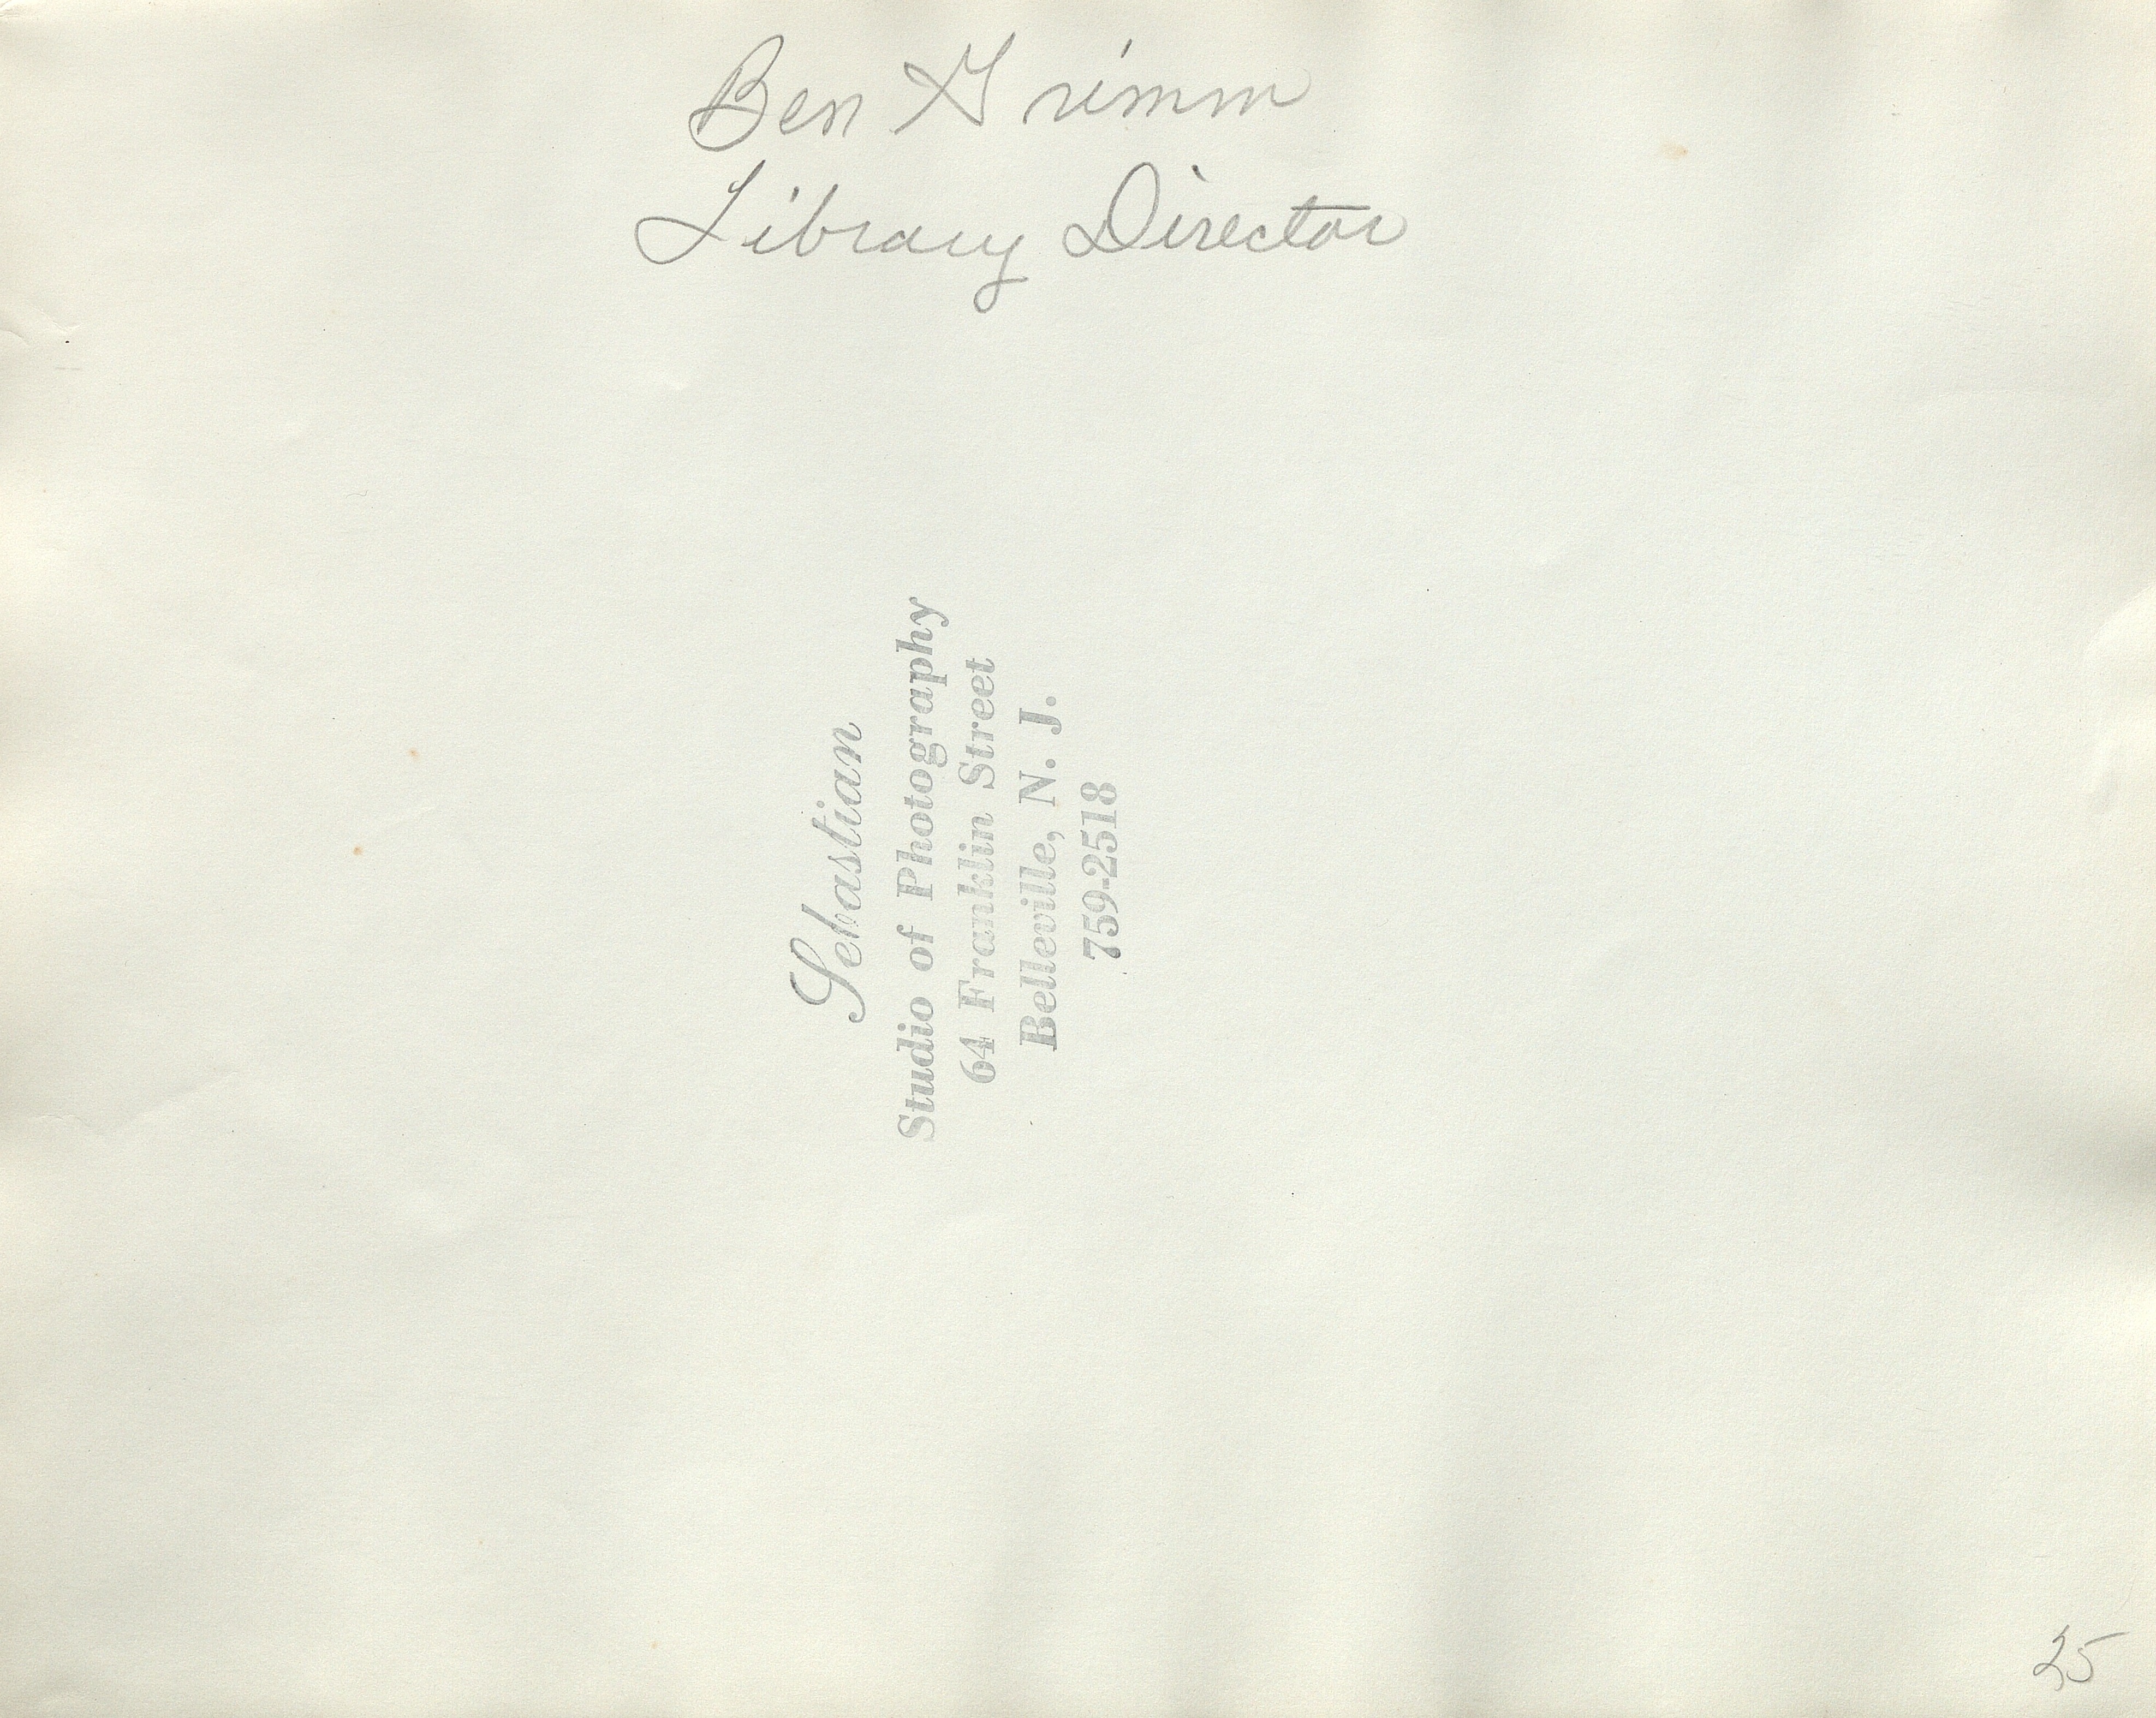 Ben Grimm
Library Director
Sebastian
Studio of Photography
64 Franklin Street
Belleville, N. J.
759-2518
25